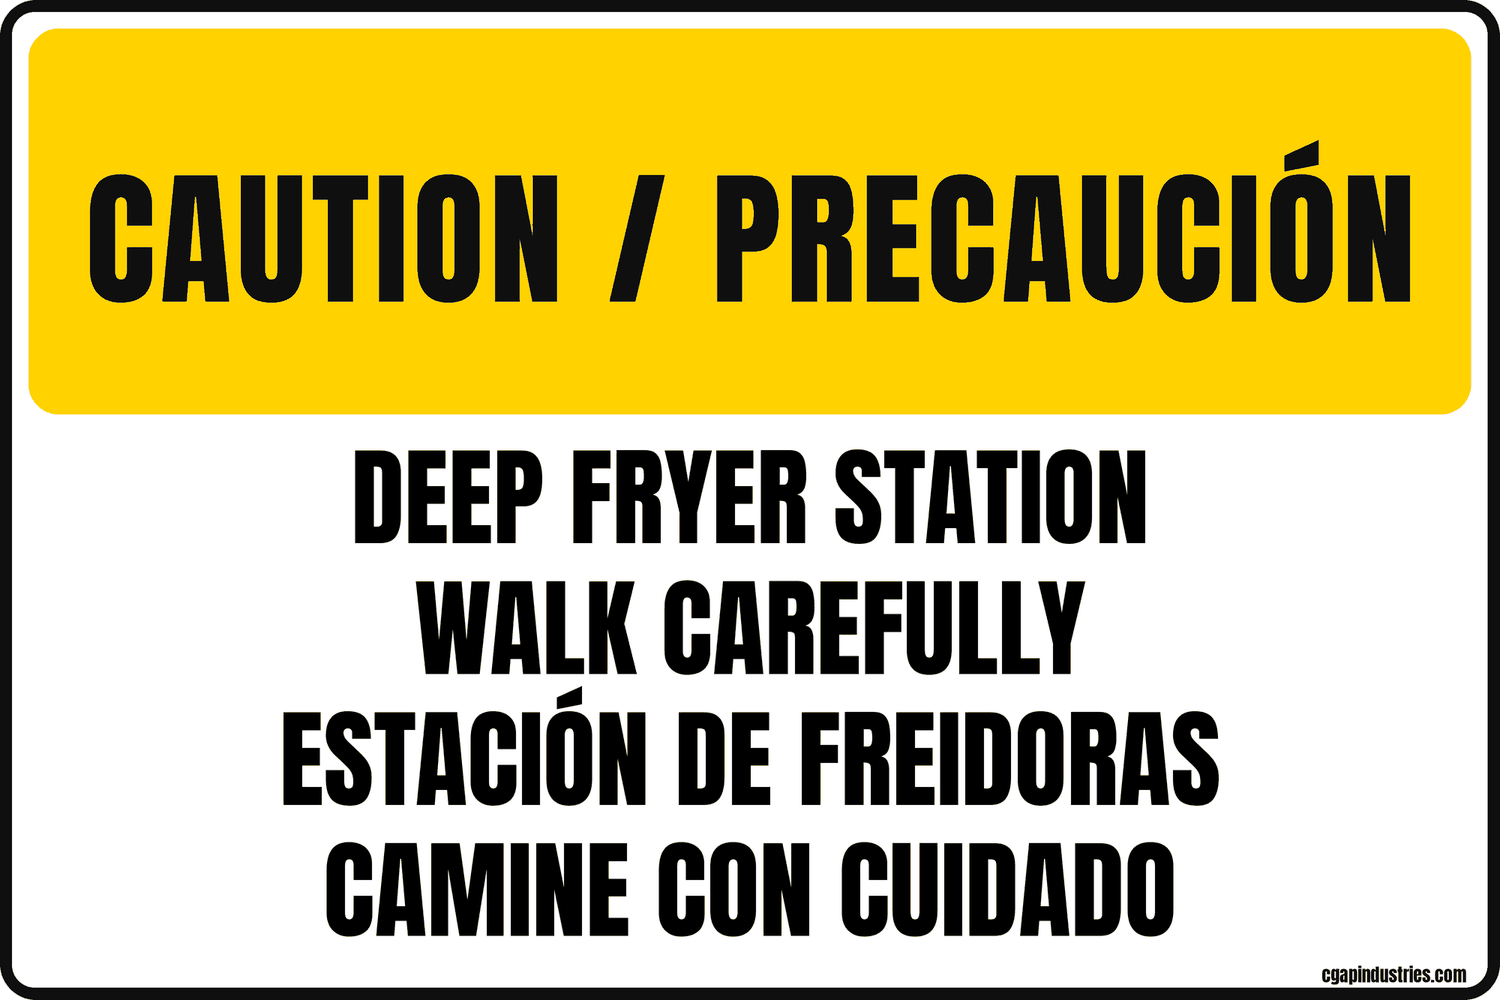 CAUTION / PRECAUCIÓN
DEEP FRYER STATION
WALK CAREFULLY
ESTACIÓN DE FREIDORAS
CAMINE CON CUIDADO
cgapindustries.com